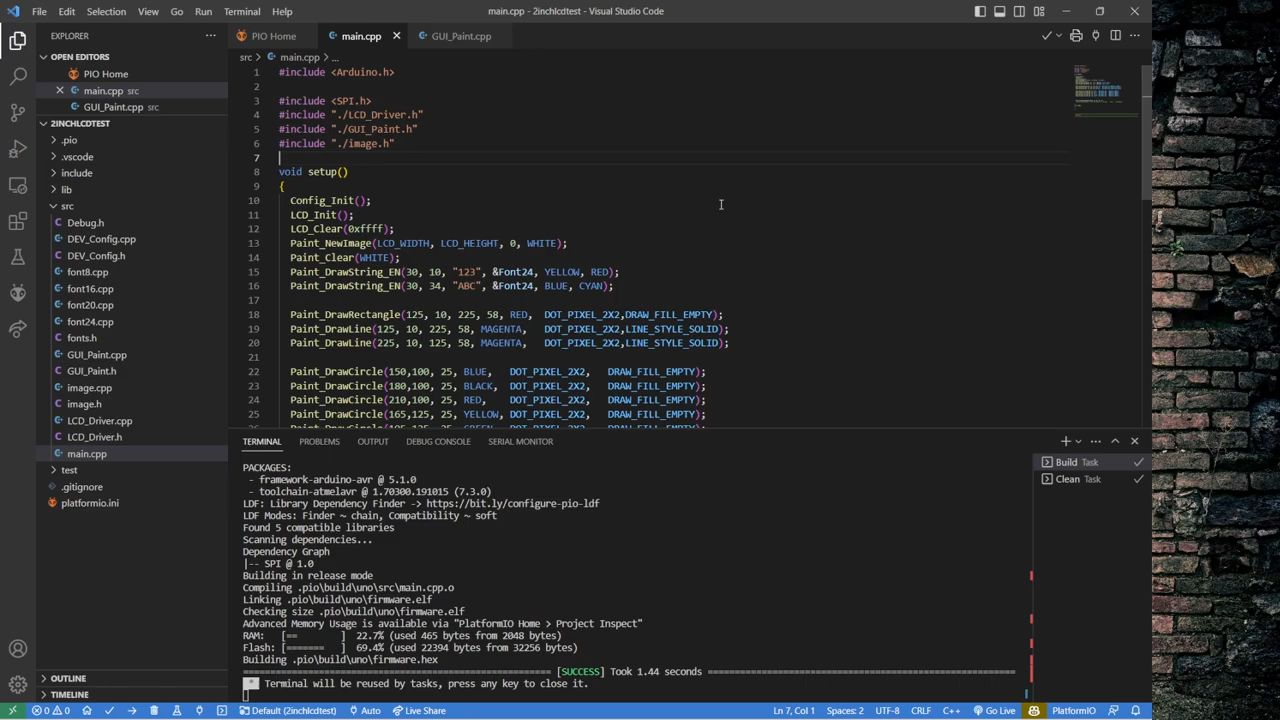 File Edit Selection View Go Run Terminal Help
main.cpp - 2inchlcdtest - Visual Studio Code
EXPLORER
OPEN EDITORS
PIO Home
main.cpp src
GUI_Paint.cpp src
2INCHLCDTEST
.pio
.vscode
include
lib
src
Debug.h
DEV_Config.cpp
DEV_Config.h
font8.cpp
font16.cpp
font20.cpp
font24.cpp
fonts.h
GUI_Paint.cpp
GUI_Paint.h
image.cpp
image.h
LCD_Driver.cpp
LCD_Driver.h
main.cpp
test
.gitignore
platformio.ini
OUTLINE
TIMELINE
PIO Home main.cpp GUI_Paint.cpp
src > main.cpp > ...
1 #include <Arduino.h>
2
3 #include <SPI.h>
4 #include "./LCD_Driver.h"
5 #include "./GUI_Paint.h"
6 #include "./image.h"
7
8 void setup()
9 {
10 Config_Init();
11 LCD_Init();
12 LCD_Clear(0xffff);
13 Paint_NewImage(LCD_WIDTH, LCD_HEIGHT, 0, WHITE);
14 Paint_Clear(WHITE);
15 Paint_DrawString_EN(30, 10, "123", &Font24, YELLOW, RED);
16 Paint_DrawString_EN(30, 34, "ABC", &Font24, BLUE, CYAN);
17
18 Paint_DrawRectangle(125, 10, 225, 58, RED, DOT_PIXEL_2X2,DRAW_FILL_EMPTY);
19 Paint_DrawLine(125, 10, 225, 58, MAGENTA, DOT_PIXEL_2X2,LINE_STYLE_SOLID);
20 Paint_DrawLine(225, 10, 125, 58, MAGENTA, DOT_PIXEL_2X2,LINE_STYLE_SOLID);
21
22 Paint_DrawCircle(150,100, 25, BLUE, DOT_PIXEL_2X2, DRAW_FILL_EMPTY);
23 Paint_DrawCircle(180,100, 25, BLACK, DOT_PIXEL_2X2, DRAW_FILL_EMPTY);
24 Paint_DrawCircle(210,100, 25, RED, DOT_PIXEL_2X2, DRAW_FILL_EMPTY);
25 Paint_DrawCircle(165,125, 25, YELLOW, DOT_PIXEL_2X2, DRAW_FILL_EMPTY);
TERMINAL PROBLEMS OUTPUT DEBUG CONSOLE SERIAL MONITOR
PACKAGES:
- framework-arduino-avr @ 5.1.0
- toolchain-atmelavr @ 1.70300.191015 (7.3.0)
LDF: Library Dependency Finder -> https://bit.ly/configure-pio-ldf
LDF Modes: Finder ~ chain, Compatibility ~ soft
Found 5 compatible libraries
Scanning dependencies...
Dependency Graph
|-- SPI @ 1.0
Building in release mode
Compiling .pio\build\uno\src\main.cpp.o
Linking .pio\build\uno\firmware.elf
Checking size .pio\build\uno\firmware.elf
Advanced Memory Usage is available via "PlatformIO Home > Project Inspect"
RAM: [== ] 22.7% (used 465 bytes from 2048 bytes)
Flash: [======= ] 69.4% (used 22394 bytes from 32256 bytes)
Building .pio\build\uno\firmware.hex
[SUCCESS] Took 1.44 seconds
* Terminal will be reused by tasks, press any key to close it.
Build Task
Clean Task
0 0 Default (2inchlcdtest) Auto Live Share
Ln 7, Col 1 Spaces: 2 UTF-8 CRLF C++ Go Live PlatformIO